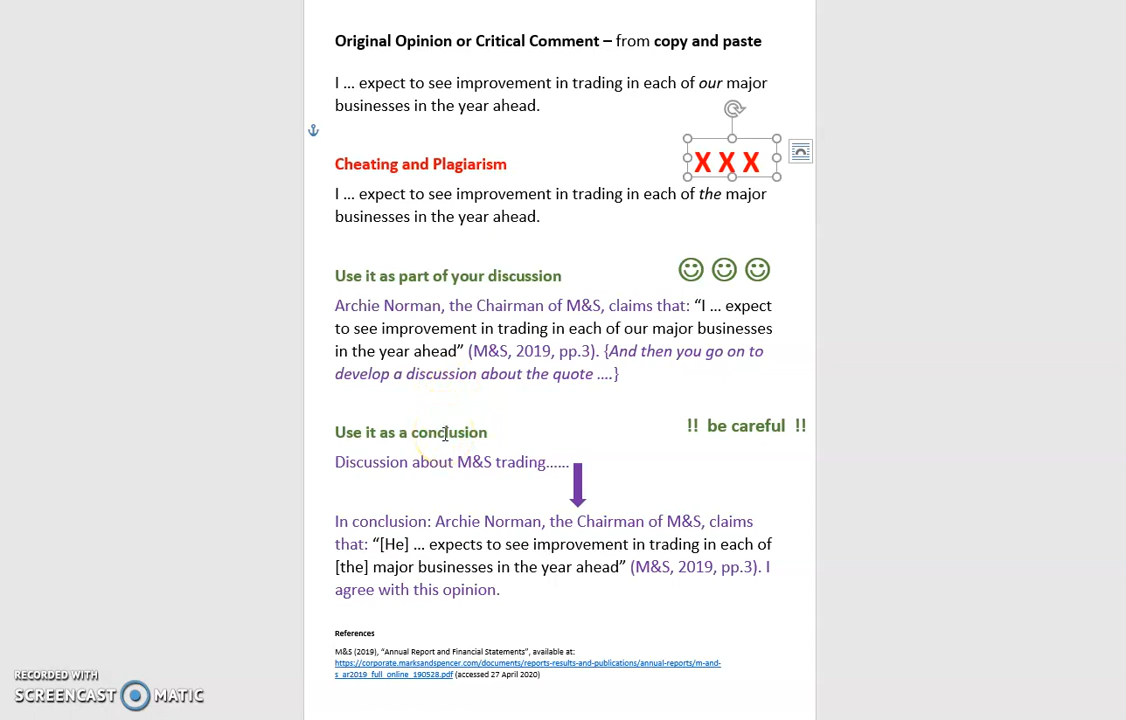 Original Opinion or Critical Comment – from copy and paste
I ... expect to see improvement in trading in each of our major
businesses in the year ahead.
X X X
Cheating and Plagiarism
I ... expect to see improvement in trading in each of the major
businesses in the year ahead.
Use it as part of your discussion
Archie Norman, the Chairman of M&S, claims that: “I ... expect
to see improvement in trading in each of our major businesses
in the year ahead” (M&S, 2019, pp.3). {And then you go on to
develop a discussion about the quote ....}
Use it as a conclusion
!! be careful !!
Discussion about M&S trading......
In conclusion: Archie Norman, the Chairman of M&S, claims
that: “[He] ... expects to see improvement in trading in each of
[the] major businesses in the year ahead” (M&S, 2019, pp.3). I
agree with this opinion.
References
M&S (2019), “Annual Report and Financial Statements”, available at:
https://corporate.marksandspencer.com/documents/reports-results-and-publications/annual-reports/m-and-
s_ar2019_full_online_190528.pdf (accessed 27 April 2020)
RECORDED WITH
SCREENCAST MATIC